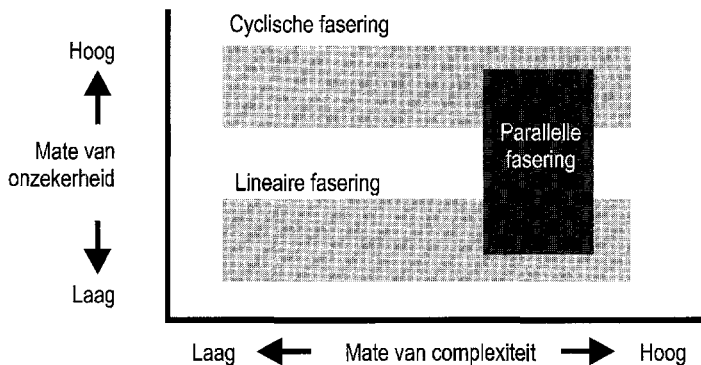 Cyclische fasering
Hoog
Mate van
onzekerheid
Laag
Parallelle
fasering
Lineaire fasering
Laag
Mate van complexiteit
Hoog